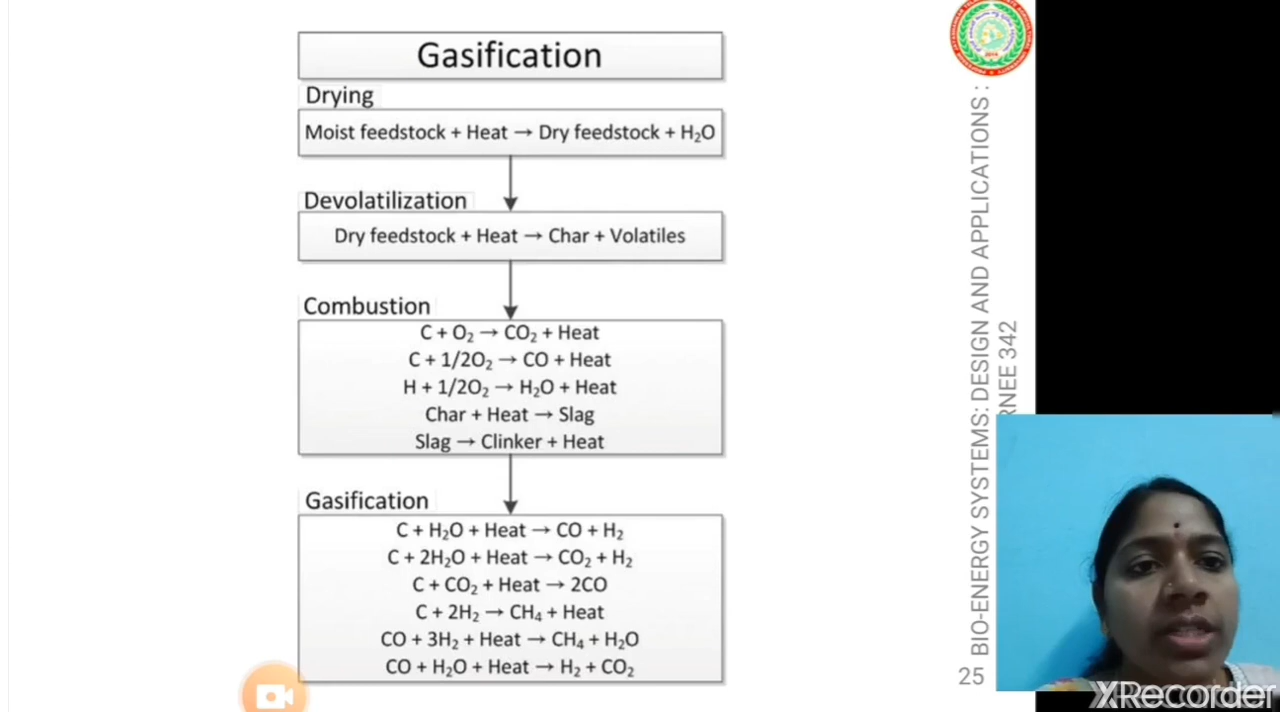 Gasification
Drying
Moist feedstock + Heat → Dry feedstock + H₂O
Devolatilization
Dry feedstock + Heat → Char + Volatiles
Combustion
C + O₂ → CO₂ + Heat
C + 1/2O₂ → CO + Heat
H + 1/2O₂ → H₂O + Heat
Char + Heat → Slag
Slag → Clinker + Heat
Gasification
C + H₂O + Heat → CO + H₂
C + 2H₂O + Heat → CO₂ + H₂
C + CO₂ + Heat → 2CO
C + 2H₂ → CH₄ + Heat
CO + 3H₂ + Heat → CH₄ + H₂O
CO + H₂O + Heat → H₂ + CO₂
BIO-ENERGY SYSTEMS: DESIGN AND APPLICATIONS :
RNEE 342
25
XRecorder